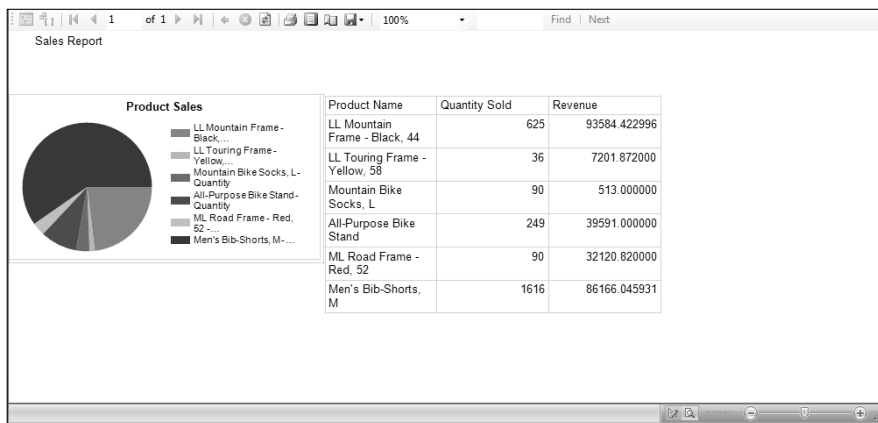 1 of 1 100% Find | Next
Sales Report
Product Sales
LL Mountain Frame -
Black,...
LL Touring Frame -
Yellow,...
Mountain Bike Socks, L-
Quantity
All-Purpose Bike Stand-
Quantity
ML Road Frame - Red,
52 -...
Men's Bib-Shorts, M-...
Product Name Quantity Sold Revenue
LL Mountain
Frame - Black, 44 625 93584.422996
LL Touring Frame -
Yellow, 58 36 7201.872000
Mountain Bike
Socks, L 90 513.000000
All-Purpose Bike
Stand 249 39591.000000
ML Road Frame -
Red, 52 90 32120.820000
Men's Bib-Shorts,
M 1616 86166.045931